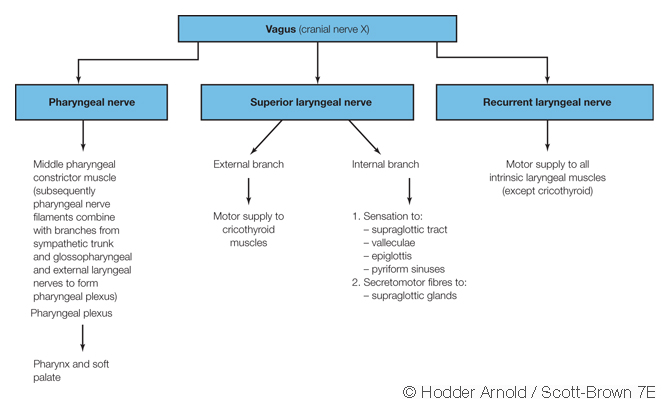 Vagus (cranial nerve X)
Pharyngeal nerve
Superior laryngeal nerve
Recurrent laryngeal nerve
Middle pharyngeal
constrictor muscle
(subsequently
pharyngeal nerve
filaments combine
with branches from
sympathetic trunk
and glossopharyngeal
and external laryngeal
nerves to form
pharyngeal plexus)
Pharyngeal plexus
Pharynx and soft
palate
External branch
Motor supply to
cricothyroid
muscles
Internal branch
1. Sensation to:
– supraglottic tract
– valleculae
– epiglottis
– pyriform sinuses
2. Secretomotor fibres to:
– supraglottic glands
Motor supply to all
intrinsic laryngeal muscles
(except cricothyroid)
© Hodder Arnold / Scott-Brown 7E